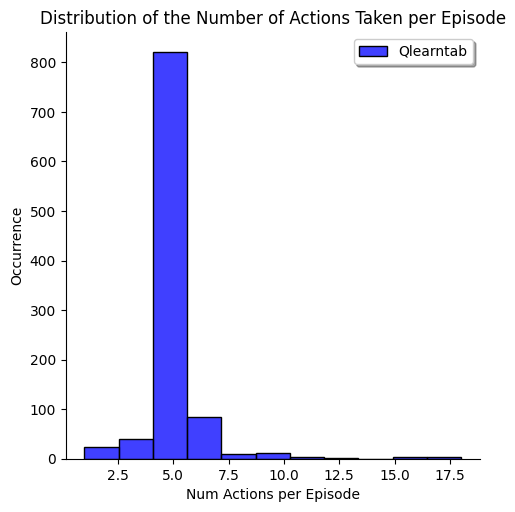 Distribution of the Number of Actions Taken per Episode
Qlearntab
800
700
600
500
400
300
200
100
0
Occurrence
2.5 5.0 7.5 10.0 12.5 15.0 17.5
Num Actions per Episode